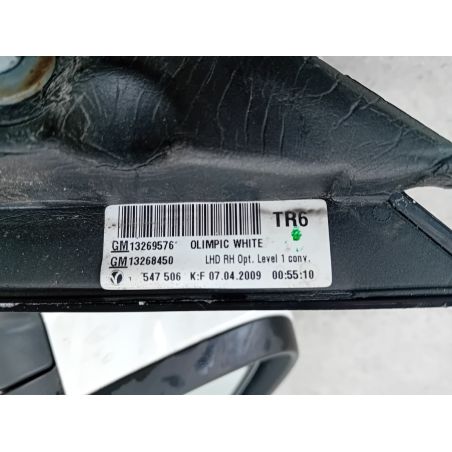 TR6
GM13269576 OLIMPIC WHITE
GM13268450 LHD RH Opt. Level 1 conv.
547 506 K:F 07.04.2009 00:55:10